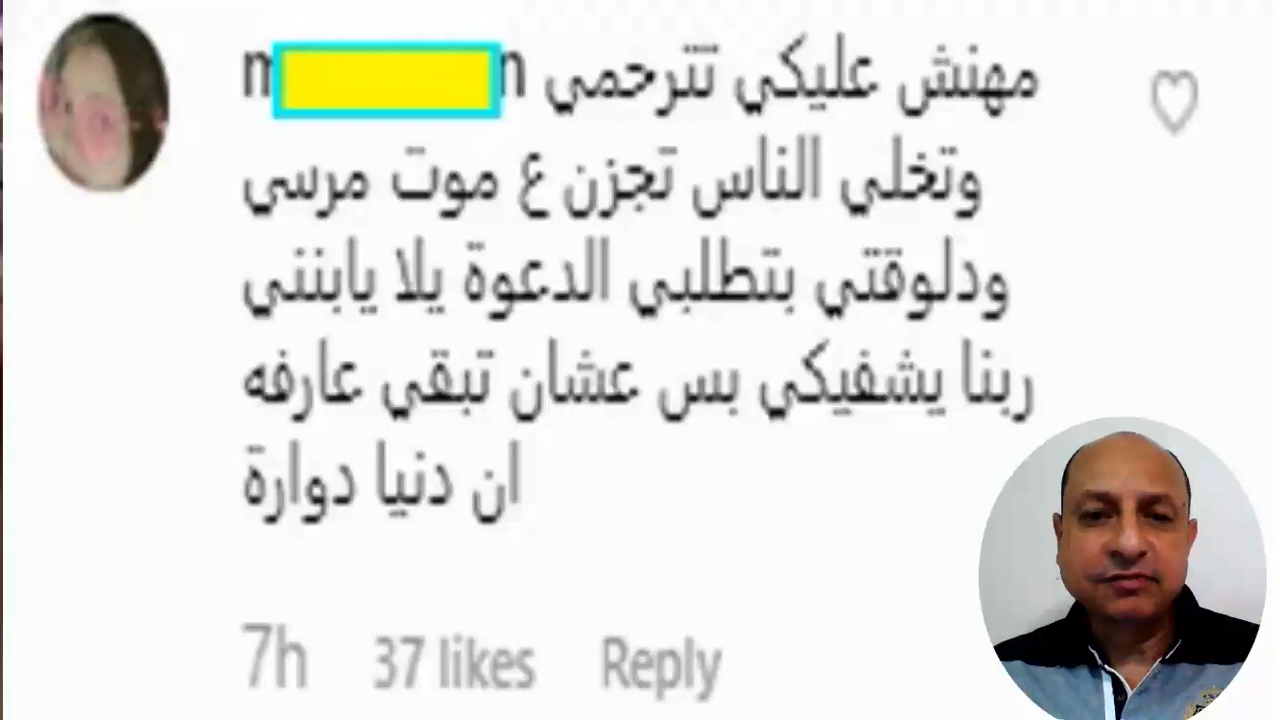 m n مهنش عليكي تترحمي
وتخلي الناس تجزن ع موت مرسي
ودلوقتي بتطلبي الدعوة يلا يابنتي
ربنا يشفيكي بس عشان تبقي عارفه
ان دنيا دوارة
7h 37 likes Reply